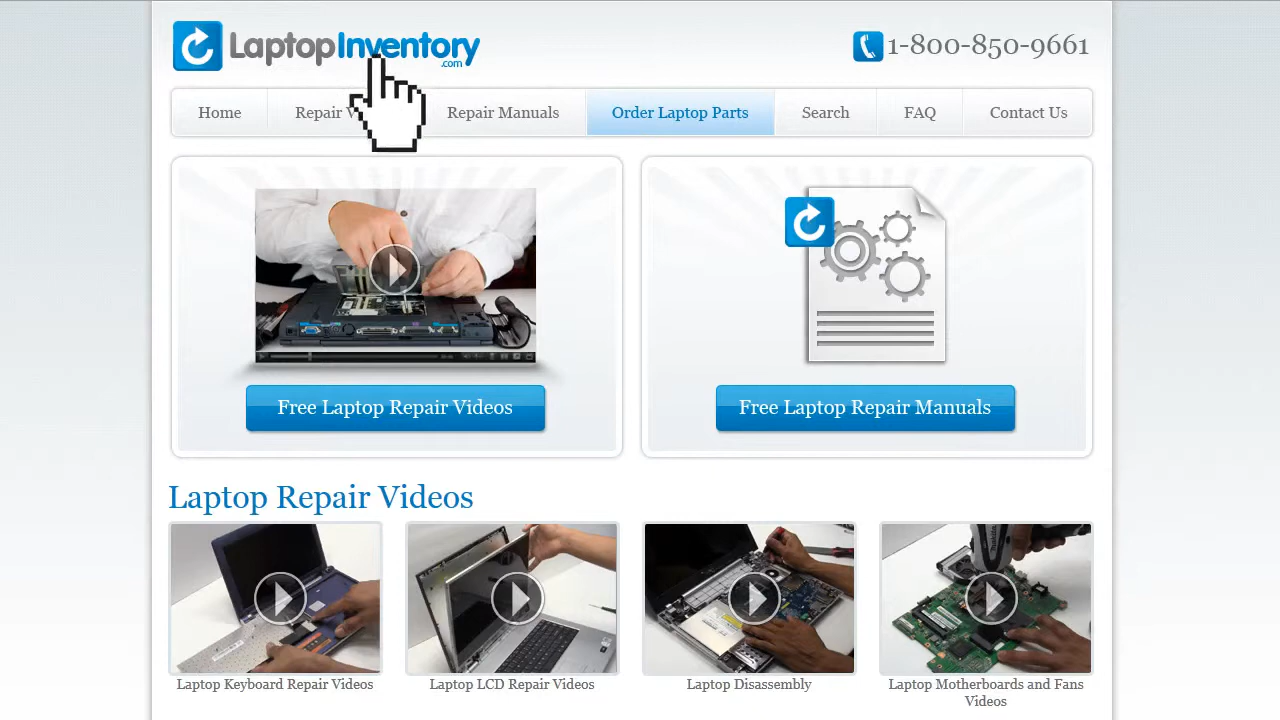 LaptopInventory
.com
1-800-850-9661
Home
Repair V
Repair Manuals
Order Laptop Parts
Search
FAQ
Contact Us
Free Laptop Repair Videos
Free Laptop Repair Manuals
Laptop Repair Videos
Laptop Keyboard Repair Videos
Laptop LCD Repair Videos
Laptop Disassembly
Laptop Motherboards and Fans
Videos